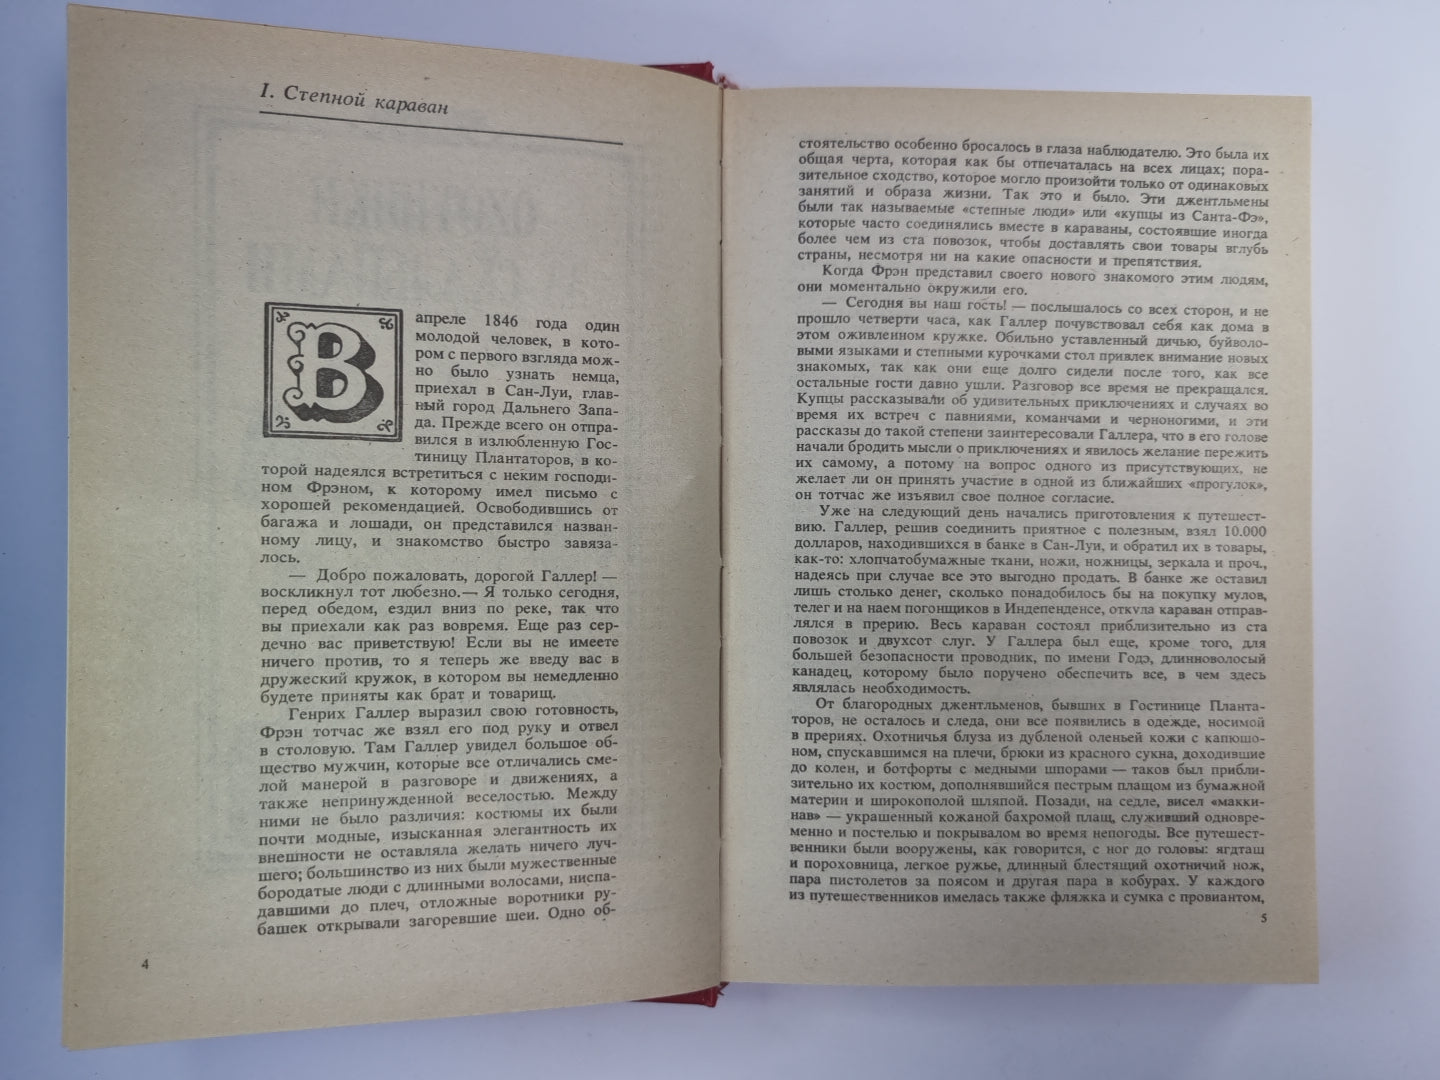 I. Степной караван
В апреле 1846 года один
молодой человек, в кото-
ром с первого взгляда мож-
но было узнать немца,
приехал в Сан-Луи, глав-
ный город Дальнего Запа-
да. Прежде всего он отпра-
вился в излюбленную Гос-
тиницу Плантаторов, в ко-
торой надеялся встретиться с неким господи-
ном Фрэном, к которому имел письмо с
хорошей рекомендацией. Освободившись от
багажа и лошади, он представился назван-
ному лицу, и знакомство быстро завяза-
лось.
— Добро пожаловать, дорогой Галлер! —
воскликнул тот любезно.— Я только сегодня,
перед обедом, ездил вниз по реке, так что
вы приехали как раз вовремя. Еще раз сер-
дечно вас приветствую! Если вы не имеете
ничего против, то я теперь же введу вас в
дружеский кружок, в котором вы немедленно
будете приняты как брат и товарищ.
Генрих Галлер выразил свою готовность,
Фрэн тотчас же взял его под руку и отвел
в столовую. Там Галлер увидел большое об-
щество мужчин, которые все отличались сме-
лой манерой в разговоре и движениях, а
также непринужденной веселостью. Между
ними не было различия: костюмы их были
почти модные, изысканная элегантность их
внешности не оставляла желать ничего луч-
шего; большинство из них были мужественные
бородатые люди с длинными волосами, ниспа-
давшими до плеч, отложные воротники ру-
башек открывали загоревшие шеи. Одно об-
4
стоятельство особенно бросалось в глаза наблюдателю. Это была их
общая черта, которая как бы отпечаталась на всех лицах; пора-
зительное сходство, которое могло произойти только от одинаковых
занятий и образа жизни. Так это и было. Эти джентльмены
были так называемые «степные люди» или «купцы из Санта-Фэ»,
которые часто соединялись вместе в караваны, состоявшие иногда
более чем из ста повозок, чтобы доставлять свои товары вглубь
страны, несмотря ни на какие опасности и препятствия.
Когда Фрэн представил своего нового знакомого этим людям,
они моментально окружили его.
— Сегодня вы наш гость! — послышалось со всех сторон, и не
прошло четверти часа, как Галлер почувствовал себя как дома в
этом оживленном кружке. Обильно уставленный дичью, буйволо-
выми языками и степными курочками стол привлек внимание новых
знакомых, так как они еще долго сидели после того, как все
остальные гости давно ушли. Разговор все время не прекращался.
Купцы рассказывали об удивительных приключениях и случаях во
время их встреч с павниями, команчами и черноногими, и эти
рассказы до такой степени заинтересовали Галлера, что в его голове
начали бродить мысли о приключениях и явилось желание пережить
их самому, а потому на вопрос одного из присутствующих, не
желает ли он принять участие в одной из ближайших «прогулок»,
он тотчас же изъявил свое полное согласие.
Уже на следующий день начались приготовления к путешест-
вию. Галлер, решив соединить приятное с полезным, взял 10.000
долларов, находившихся в банке в Сан-Луи, и обратил их в товары,
как-то: хлопчатобумажные ткани, ножи, ножницы, зеркала и проч.,
надеясь при случае все это выгодно продать. В банке же оставил
лишь столько денег, сколько понадобилось бы на покупку мулов,
телег и на наем погонщиков в Индепенденсе, откула караван отправ-
лялся в прерию. Весь караван состоял приблизительно из ста
повозок и двухсот слуг. У Галлера был еще, кроме того, для
большей безопасности проводник, по имени Годэ, длинноволосый
канадец, которому было поручено обеспечить все, в чем здесь
являлась необходимость.
От благородных джентльменов, бывших в Гостинице Планта-
торов, не осталось и следа, они все появились в одежде, носимой
в прериях. Охотничья блуза из дубленой оленьей кожи с капюшо-
ном, спускавшимся на плечи, брюки из красного сукна, доходившие
до колен, и ботфорты с медными шпорами — таков был прибли-
зительно их костюм, дополнявшийся пестрым плащом из бумажной
материи и широкополой шляпой. Позади, на седле, висел «макки-
нав» — украшенный кожаной бахромой плащ, служивший одновре-
менно и постелью и покрывалом во время непогоды. Все путешест-
венники были вооружены, как говорится, с ног до головы: ягдташ
и пороховница, легкое ружье, длинный блестящий охотничий нож,
пара пистолетов за поясом и другая пара в кобурах. У каждого
из путешественников имелась также фляжка и сумка с провиантом,
5